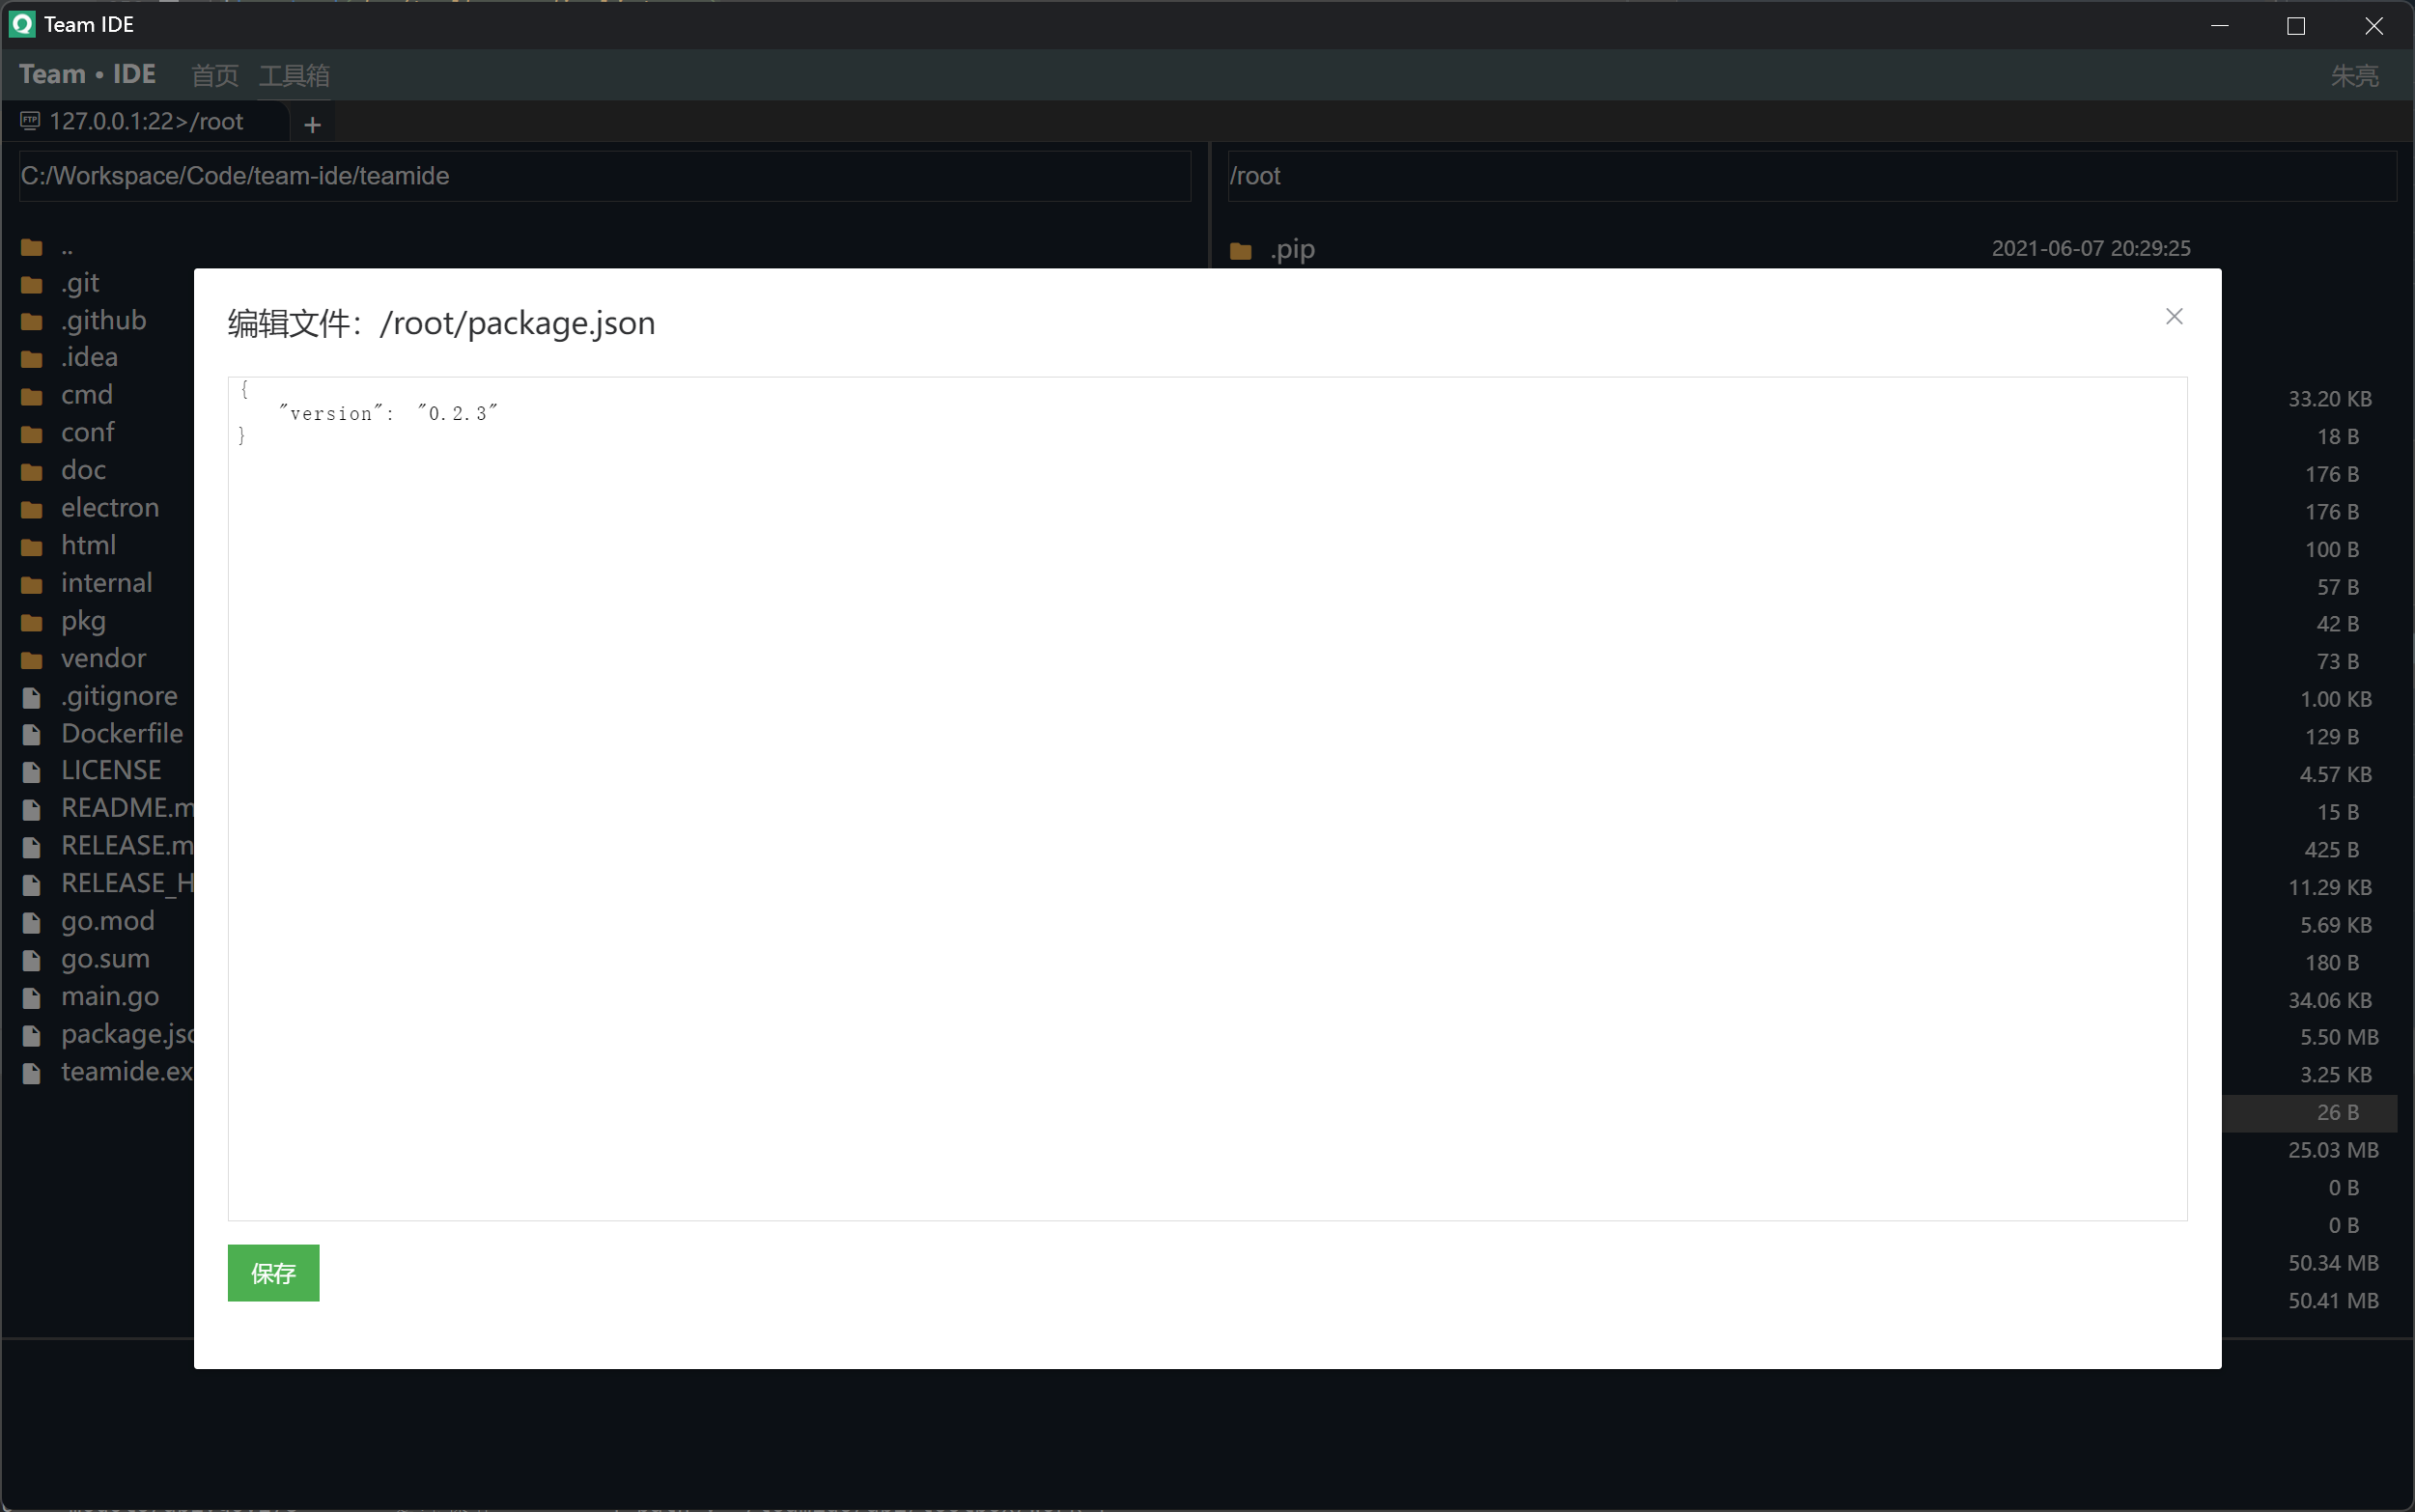 Team IDE
Team • IDE 首页 工具箱 朱亮
FTP 127.0.0.1:22>/root +
C:/Workspace/Code/team-ide/teamide
..
.git
.github
.idea
cmd
conf
doc
electron
html
internal
pkg
vendor
.gitignore
Dockerfile
LICENSE
README.m
RELEASE.m
RELEASE_H
go.mod
go.sum
main.go
package.jso
teamide.ex
/root
.pip 2021-06-07 20:29:25
33.20 KB
18 B
176 B
176 B
100 B
57 B
42 B
73 B
1.00 KB
129 B
4.57 KB
15 B
425 B
11.29 KB
5.69 KB
180 B
34.06 KB
5.50 MB
3.25 KB
26 B
25.03 MB
0 B
0 B
50.34 MB
50.41 MB
编辑文件：/root/package.json
{
"version": "0.2.3"
}
保存